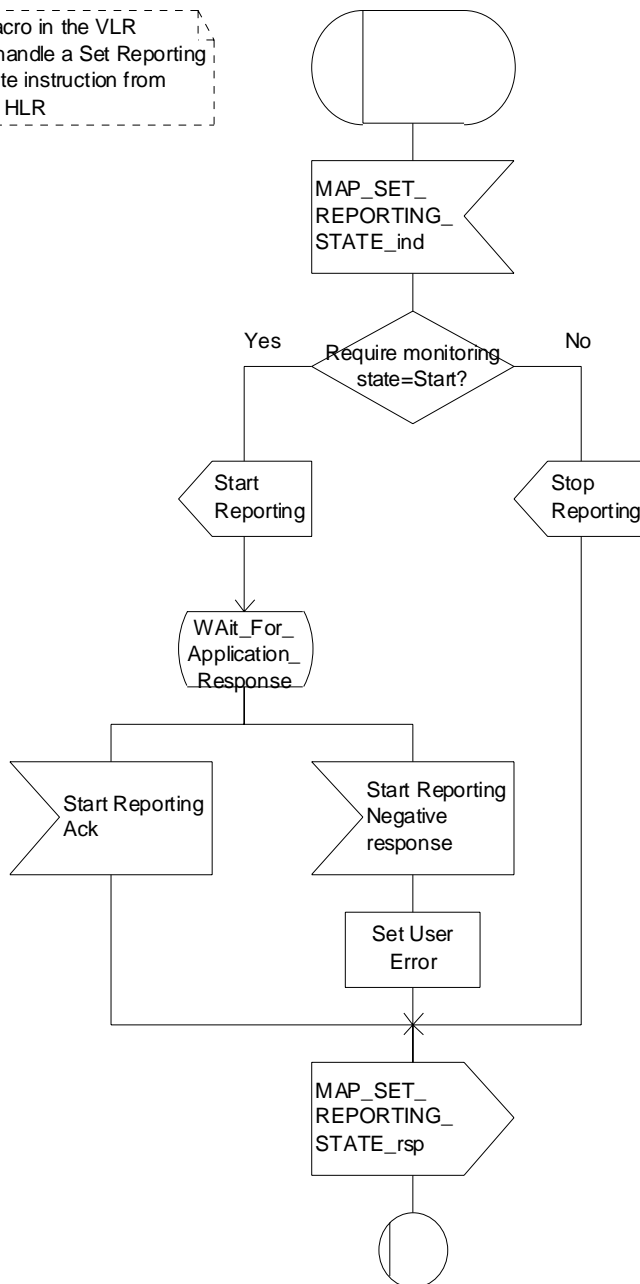 in the VLR
handle a Set Reporting
instruction from
HLR
MAP_SET_
REPORTING_
STATE_ind
Yes
Require monitoring
state=Start?
No
Start
Reporting
Stop
Reporting
WAit_For_
Application_
Response
Start Reporting
Ack
Start Reporting
Negative
response
Set User
Error
MAP_SET_
REPORTING_
STATE_rsp